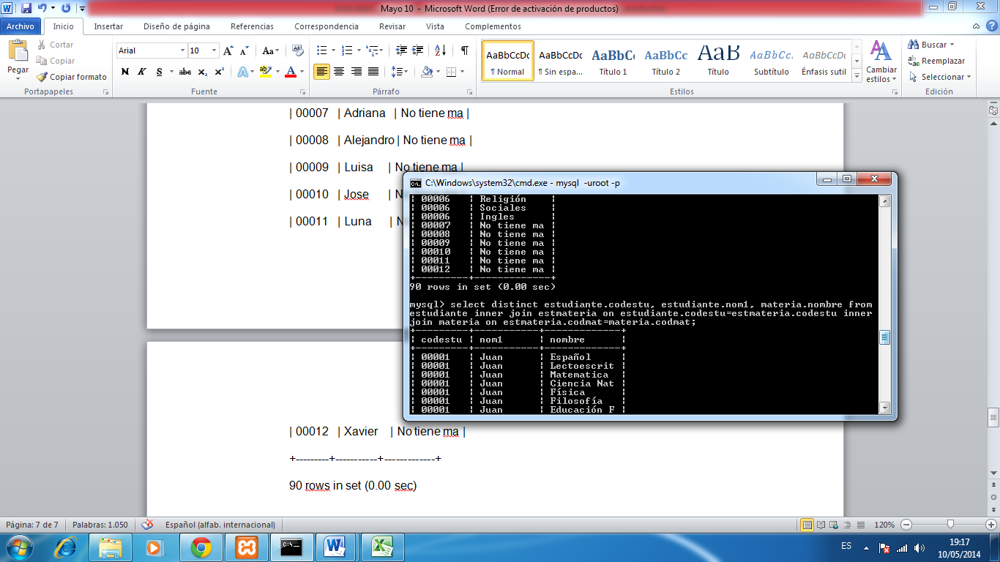 Mayo 10 - Microsoft Word (Error de activación de productos)
Archivo Inicio Insertar Diseño de página Referencias Correspondencia Revisar Vista Complementos
Pegar
Cortar
Copiar
Copiar formato
Portapapeles
Arial 10
N K S abc x₂ x² A ab A
Fuente
Párrafo
AaBbCcDc AaBbCcDc AaBbCc AaBbCc AaB AaBbCc. AaBbCcDc
¶ Normal ¶ Sin espa... Título 1 Título 2 Título Subtítulo Énfasis sutil
Estilos
Cambiar estilos
Buscar
Reemplazar
Seleccionar
Edición
| 00007 | Adriana | No tiene ma |
| 00008 | Alejandro | No tiene ma |
| 00009 | Luisa | No tiene ma |
| 00010 | Jose | N
| 00011 | Luna | N
C:\Windows\system32\cmd.exe - mysql -uroot -p
| 00006 | Religión |
| 00006 | Sociales |
| 00006 | Ingles |
| 00007 | No tiene ma |
| 00008 | No tiene ma |
| 00009 | No tiene ma |
| 00010 | No tiene ma |
| 00011 | No tiene ma |
| 00012 | No tiene ma |
+---------+-------------+
90 rows in set (0.00 sec)
mysql> select distinct estudiante.codestu, estudiante.nom1, materia.nombre from
estudiante inner join estmateria on estudiante.codestu=estmateria.codestu inner
join materia on estmateria.codmat=materia.codmat;
+---------+-----------+--------------+
| codestu | nom1 | nombre |
+---------+-----------+--------------+
| 00001 | Juan | Español |
| 00001 | Juan | Lectoescrit |
| 00001 | Juan | Matematica |
| 00001 | Juan | Ciencia Nat |
| 00001 | Juan | Física |
| 00001 | Juan | Filosofía |
| 00001 | Juan | Educación F |
| 00012 | Xavier | No tiene ma |
+---------+-----------+-------------+
90 rows in set (0.00 sec)
Página: 7 de 7 Palabras: 1.050 Español (alfab. internacional) 120%
ES 19:17
10/05/2014